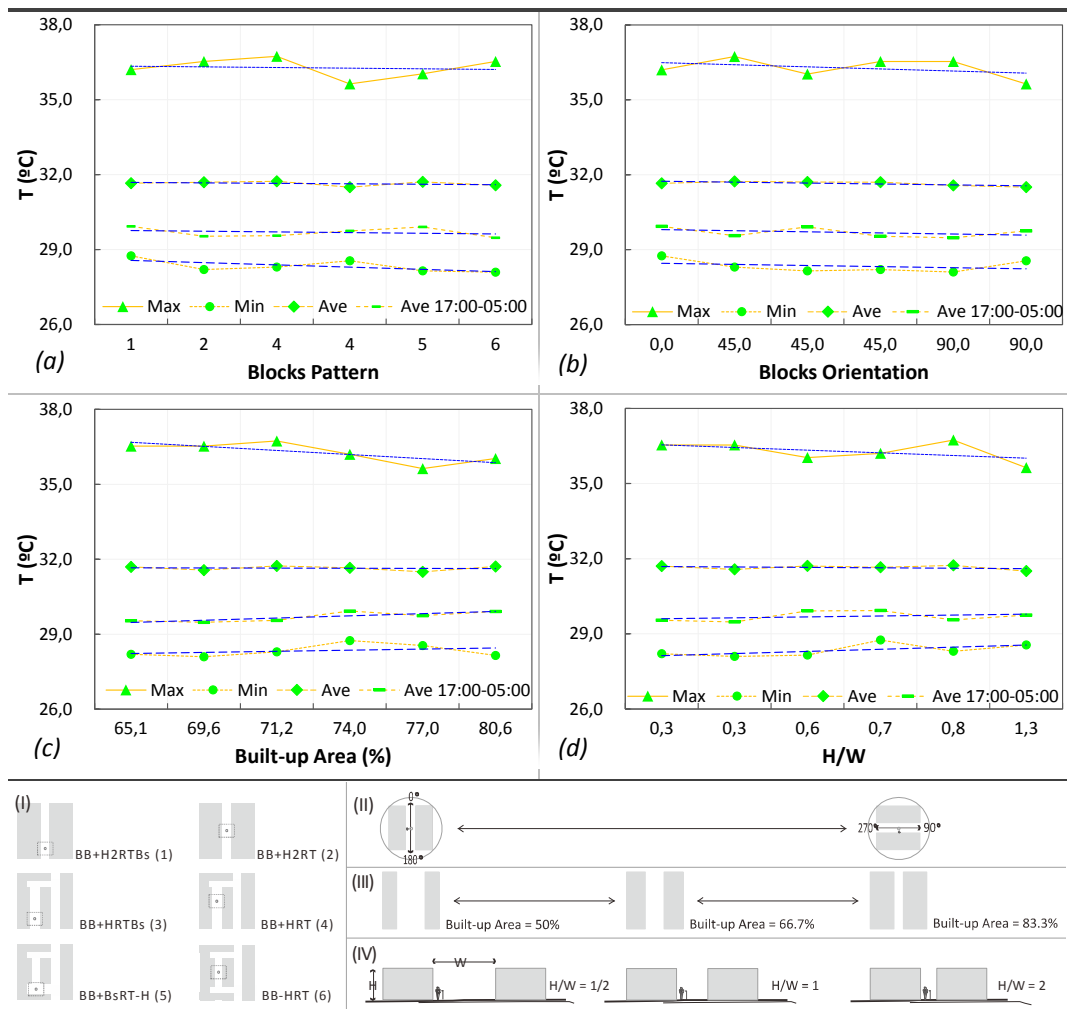 38,0
35,0
32,0
29,0
26,0
T (ºC)
Max Min Ave Ave 17:00-05:00
1 2 4 4 5 6
(a) Blocks Pattern
38,0
35,0
32,0
29,0
26,0
T (ºC)
Max Min Ave Ave 17:00-05:00
0,0 45,0 45,0 45,0 90,0 90,0
(b) Blocks Orientation
38,0
35,0
32,0
29,0
26,0
T (ºC)
Max Min Ave Ave 17:00-05:00
65,1 69,6 71,2 74,0 77,0 80,6
(c) Built-up Area (%)
38,0
35,0
32,0
29,0
26,0
T (ºC)
Max Min Ave Ave 17:00-05:00
0,3 0,3 0,6 0,7 0,8 1,3
(d) H/W
(I)
BB+H2RTBs (1)
BB+H2RT (2)
BB+HRTBs (3)
BB+HRT (4)
BB+BsRT-H (5)
BB-HRT (6)
(II)
0º
180º
270º 90º
(III)
Built-up Area = 50%
Built-up Area = 66.7%
Built-up Area = 83.3%
(IV)
W
H
H/W = 1/2
H/W = 1
H/W = 2